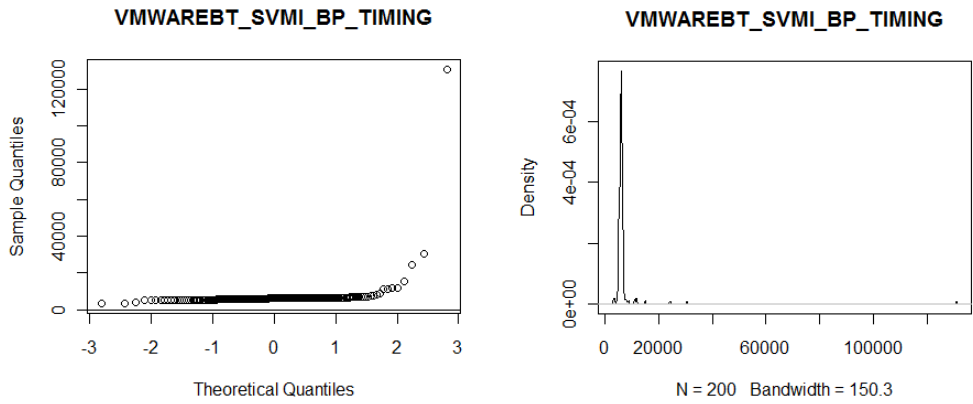 VMWAREBT_SVMI_BP_TIMING
Sample Quantiles
0
40000
80000
120000
-3 -2 -1 0 1 2 3
Theoretical Quantiles
VMWAREBT_SVMI_BP_TIMING
Density
0e+00
4e-04
6e-04
0 20000 60000 100000
N = 200 Bandwidth = 150.3